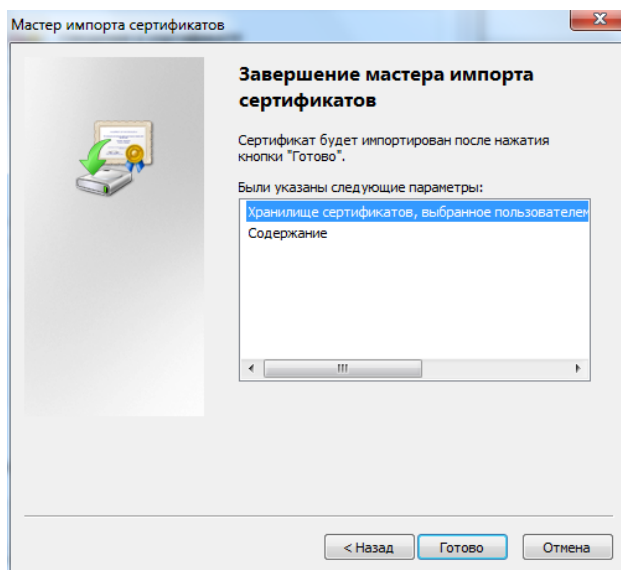 Мастер импорта сертификатов
Завершение мастера импорта
сертификатов
Сертификат будет импортирован после нажатия
кнопки "Готово".
Были указаны следующие параметры:
Хранилище сертификатов, выбранное пользователем
Содержание
< Назад
Готово
Отмена